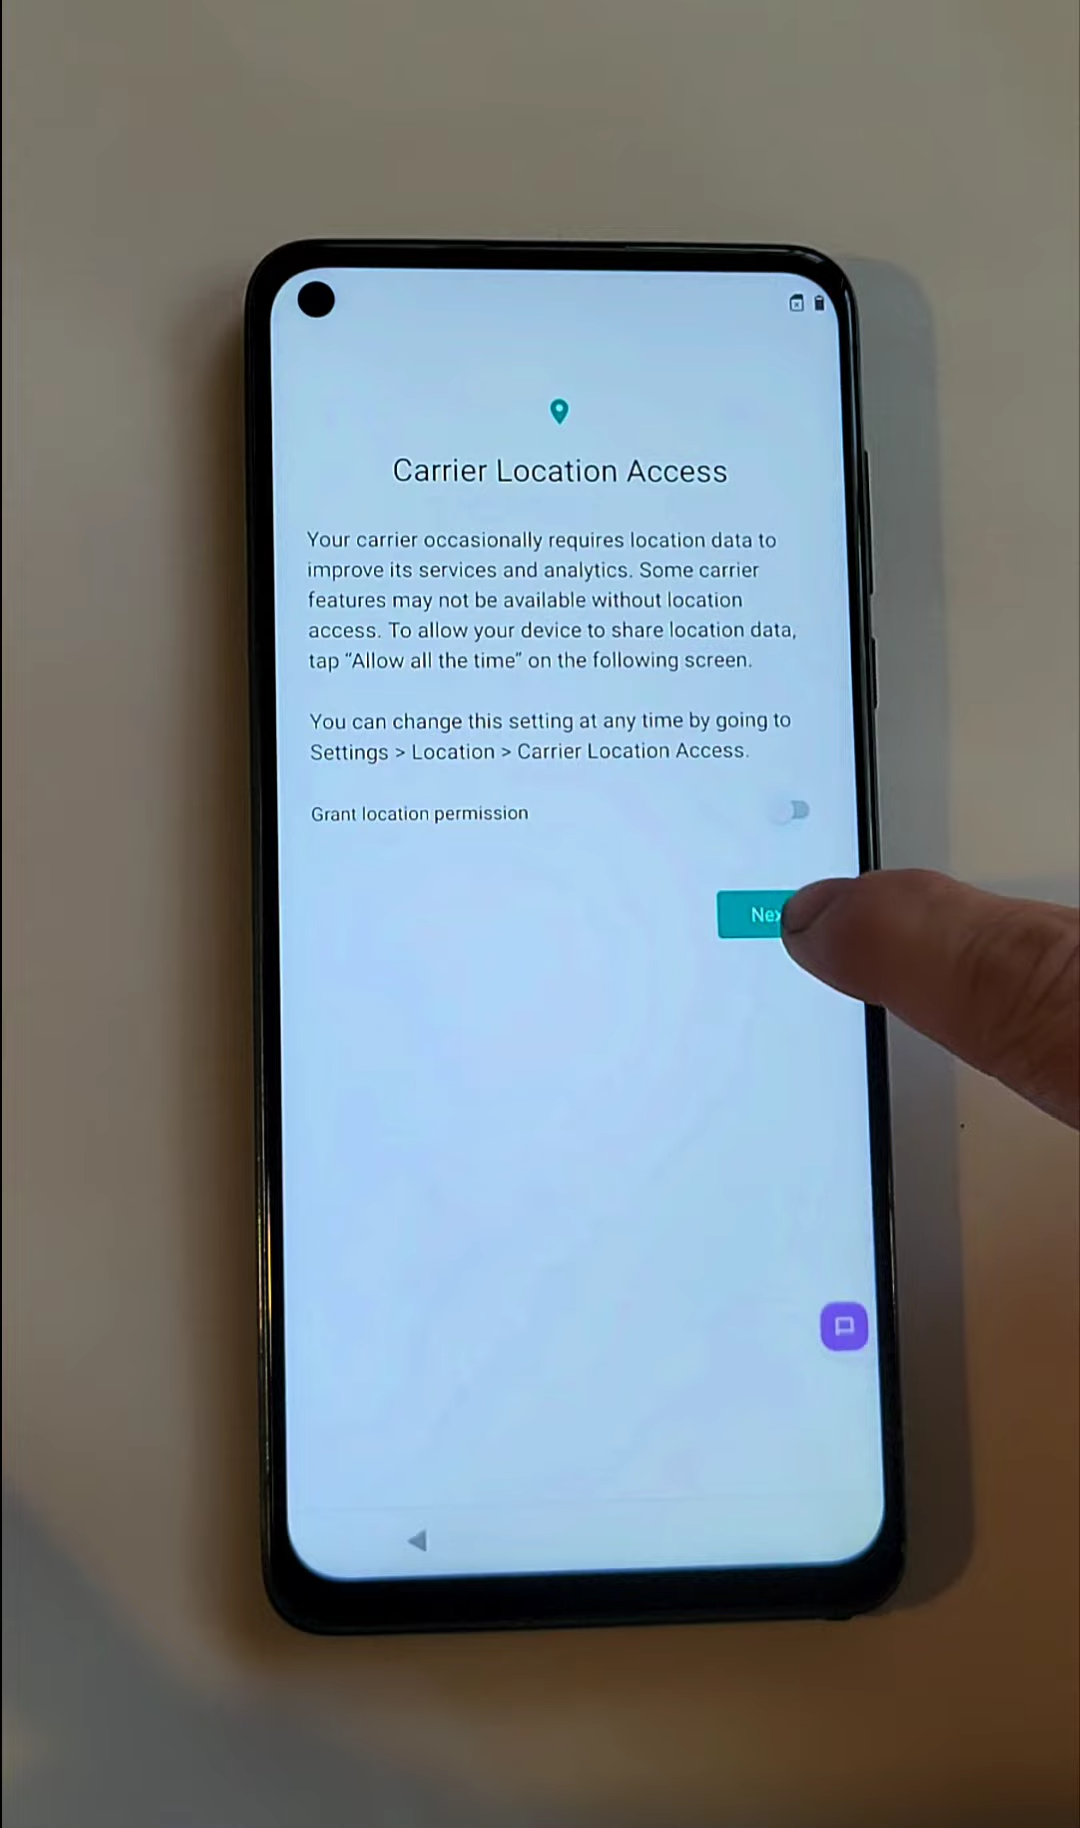 Carrier Location Access
Your carrier occasionally requires location data to
improve its services and analytics. Some carrier
features may not be available without location
access. To allow your device to share location data,
tap “Allow all the time” on the following screen.
You can change this setting at any time by going to
Settings > Location > Carrier Location Access.
Grant location permission